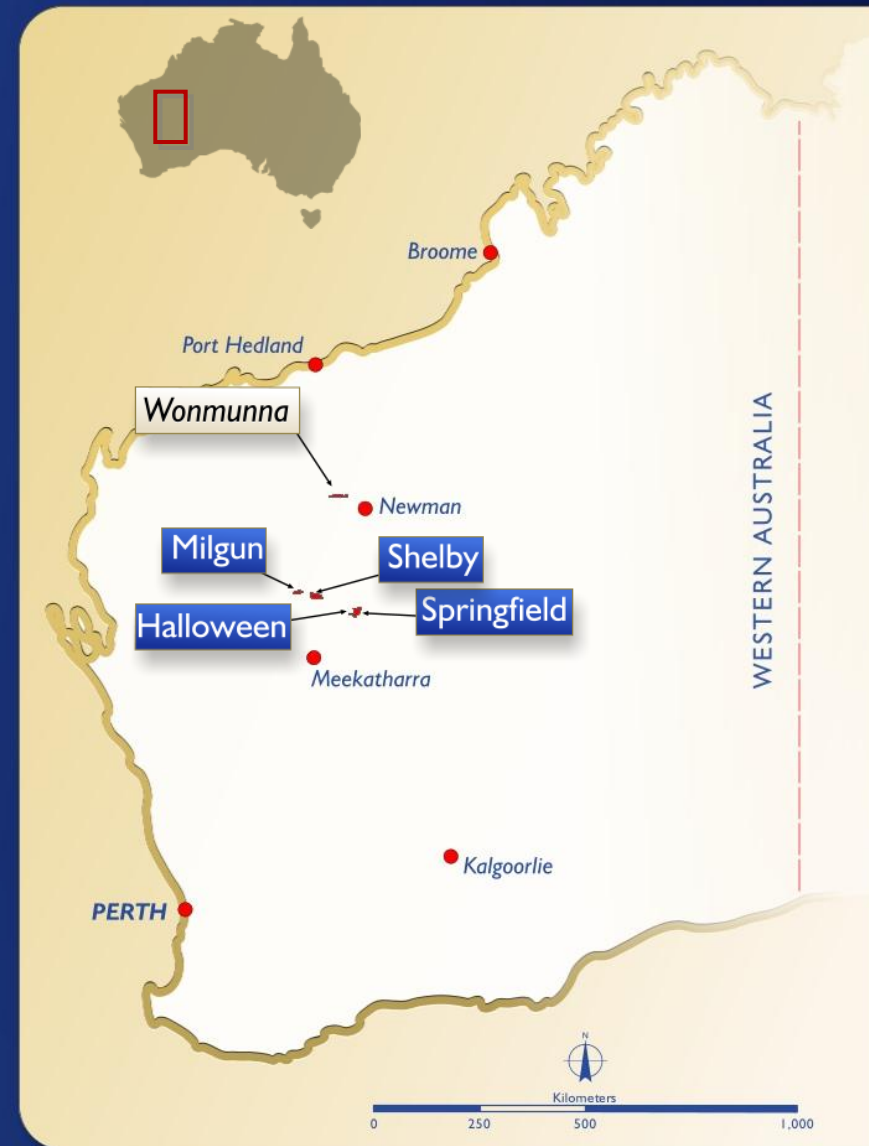 Broome
Port Hedland
Wonmunna
Newman
Milgun
Shelby
Halloween
Springfield
Meekatharra
WESTERN AUSTRALIA
Kalgoorlie
PERTH
N
Kilometers
0 250 500 1,000